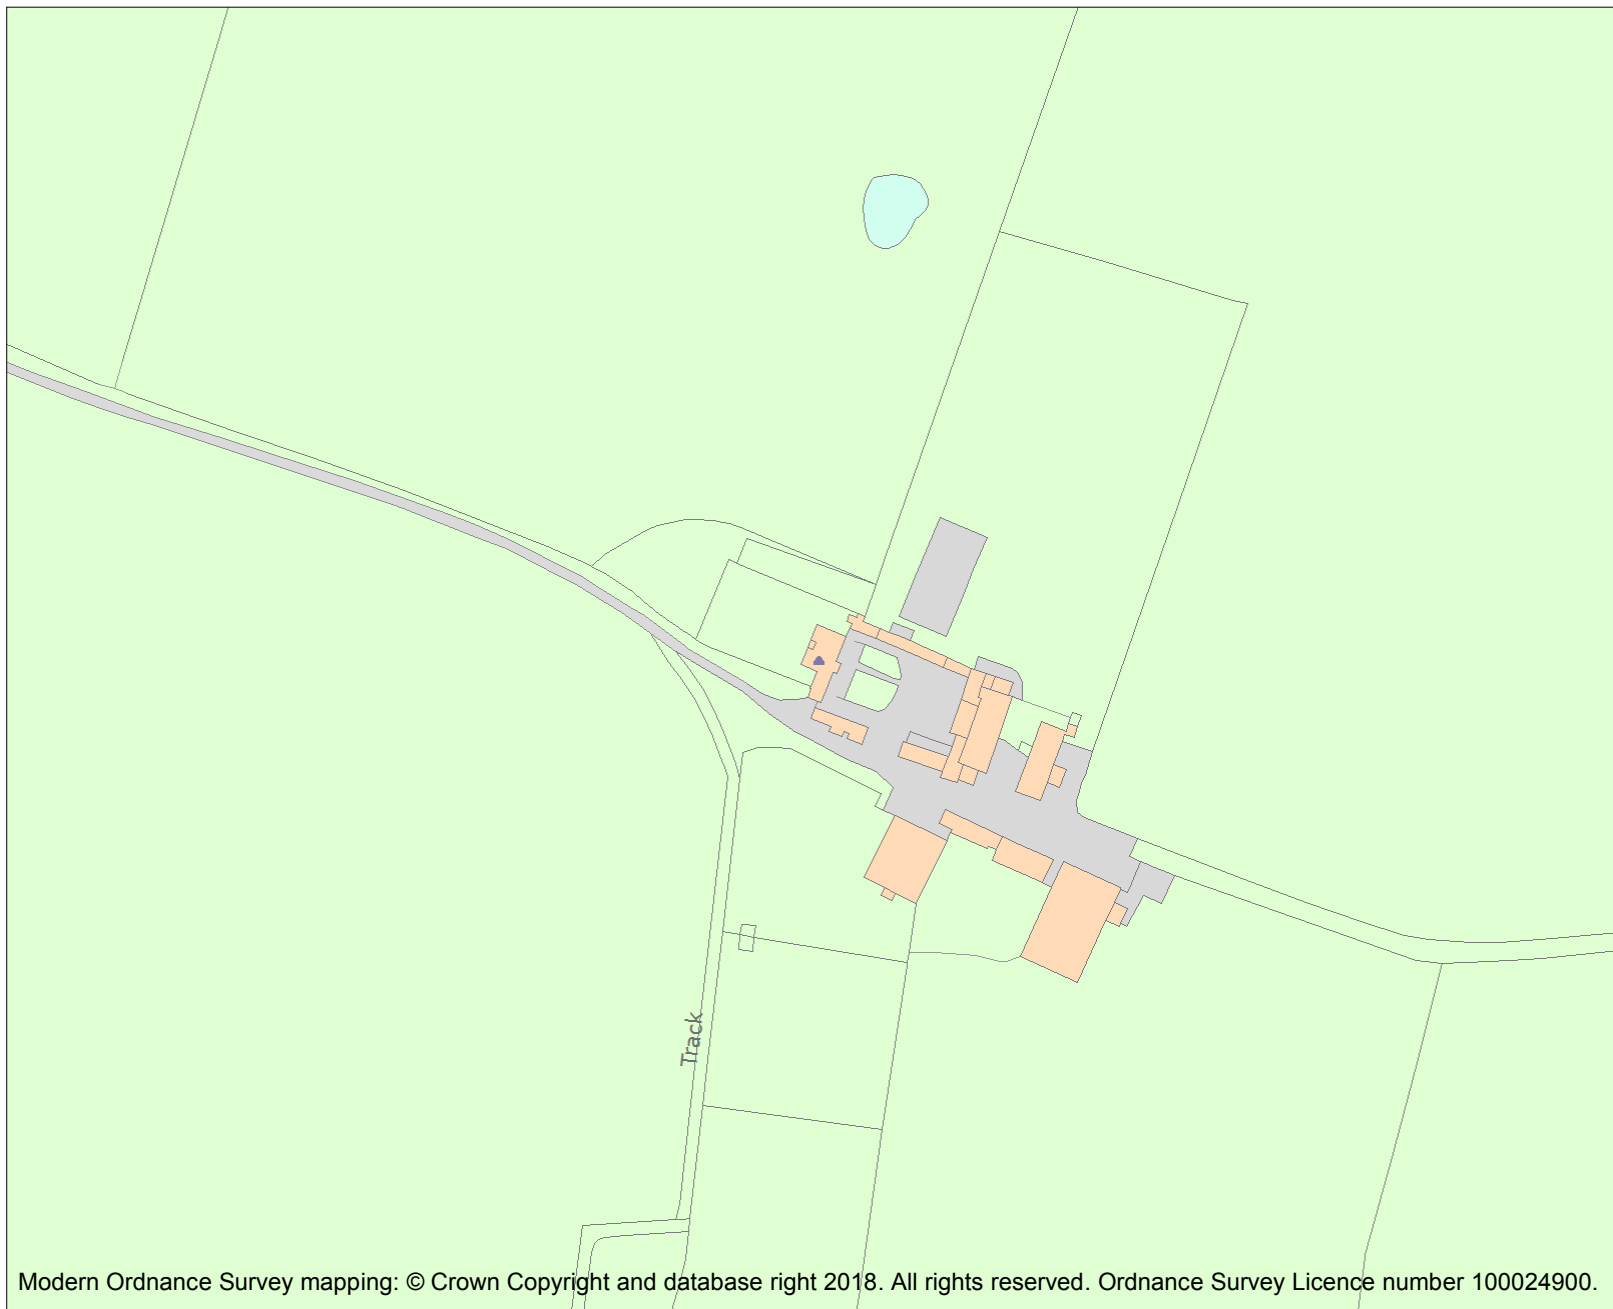 Track
Modern Ordnance Survey mapping: © Crown Copyright and database right 2018. All rights reserved. Ordnance Survey Licence number 100024900.